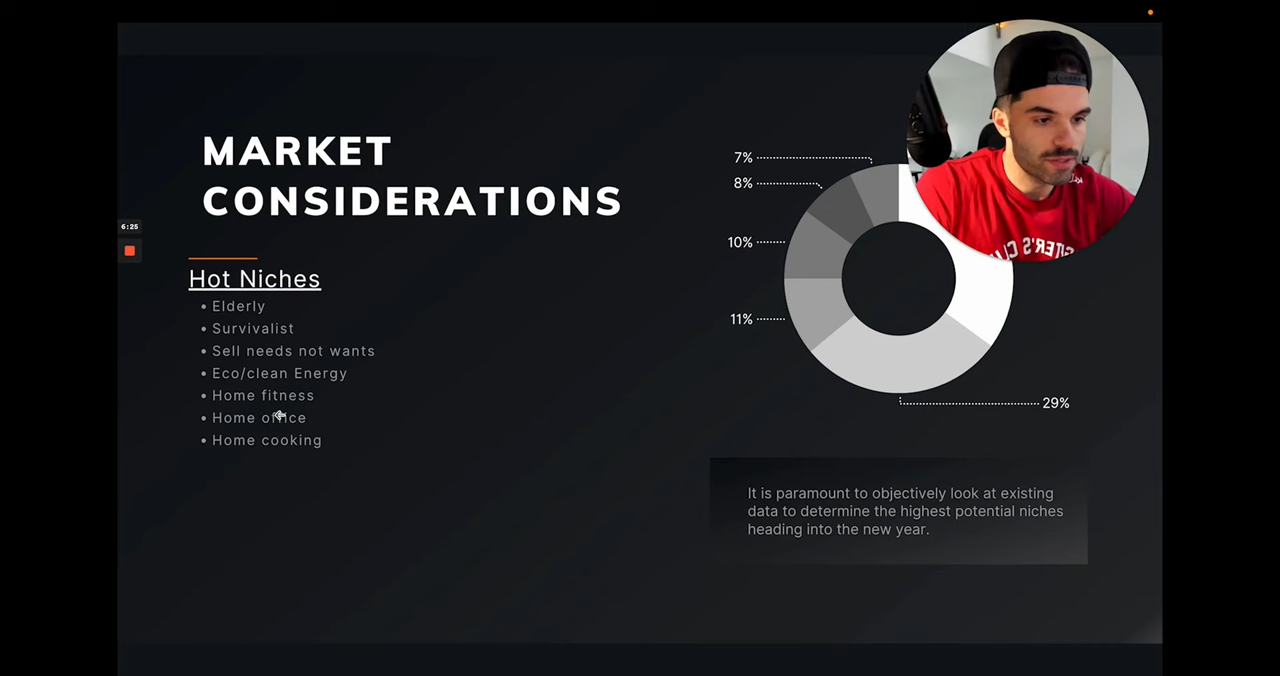 MARKET
CONSIDERATIONS
6:25
Hot Niches
• Elderly
• Survivalist
• Sell needs not wants
• Eco/clean Energy
• Home fitness
• Home office
• Home cooking
7%
8%
10%
11%
29%
It is paramount to objectively look at existing
data to determine the highest potential niches
heading into the new year.